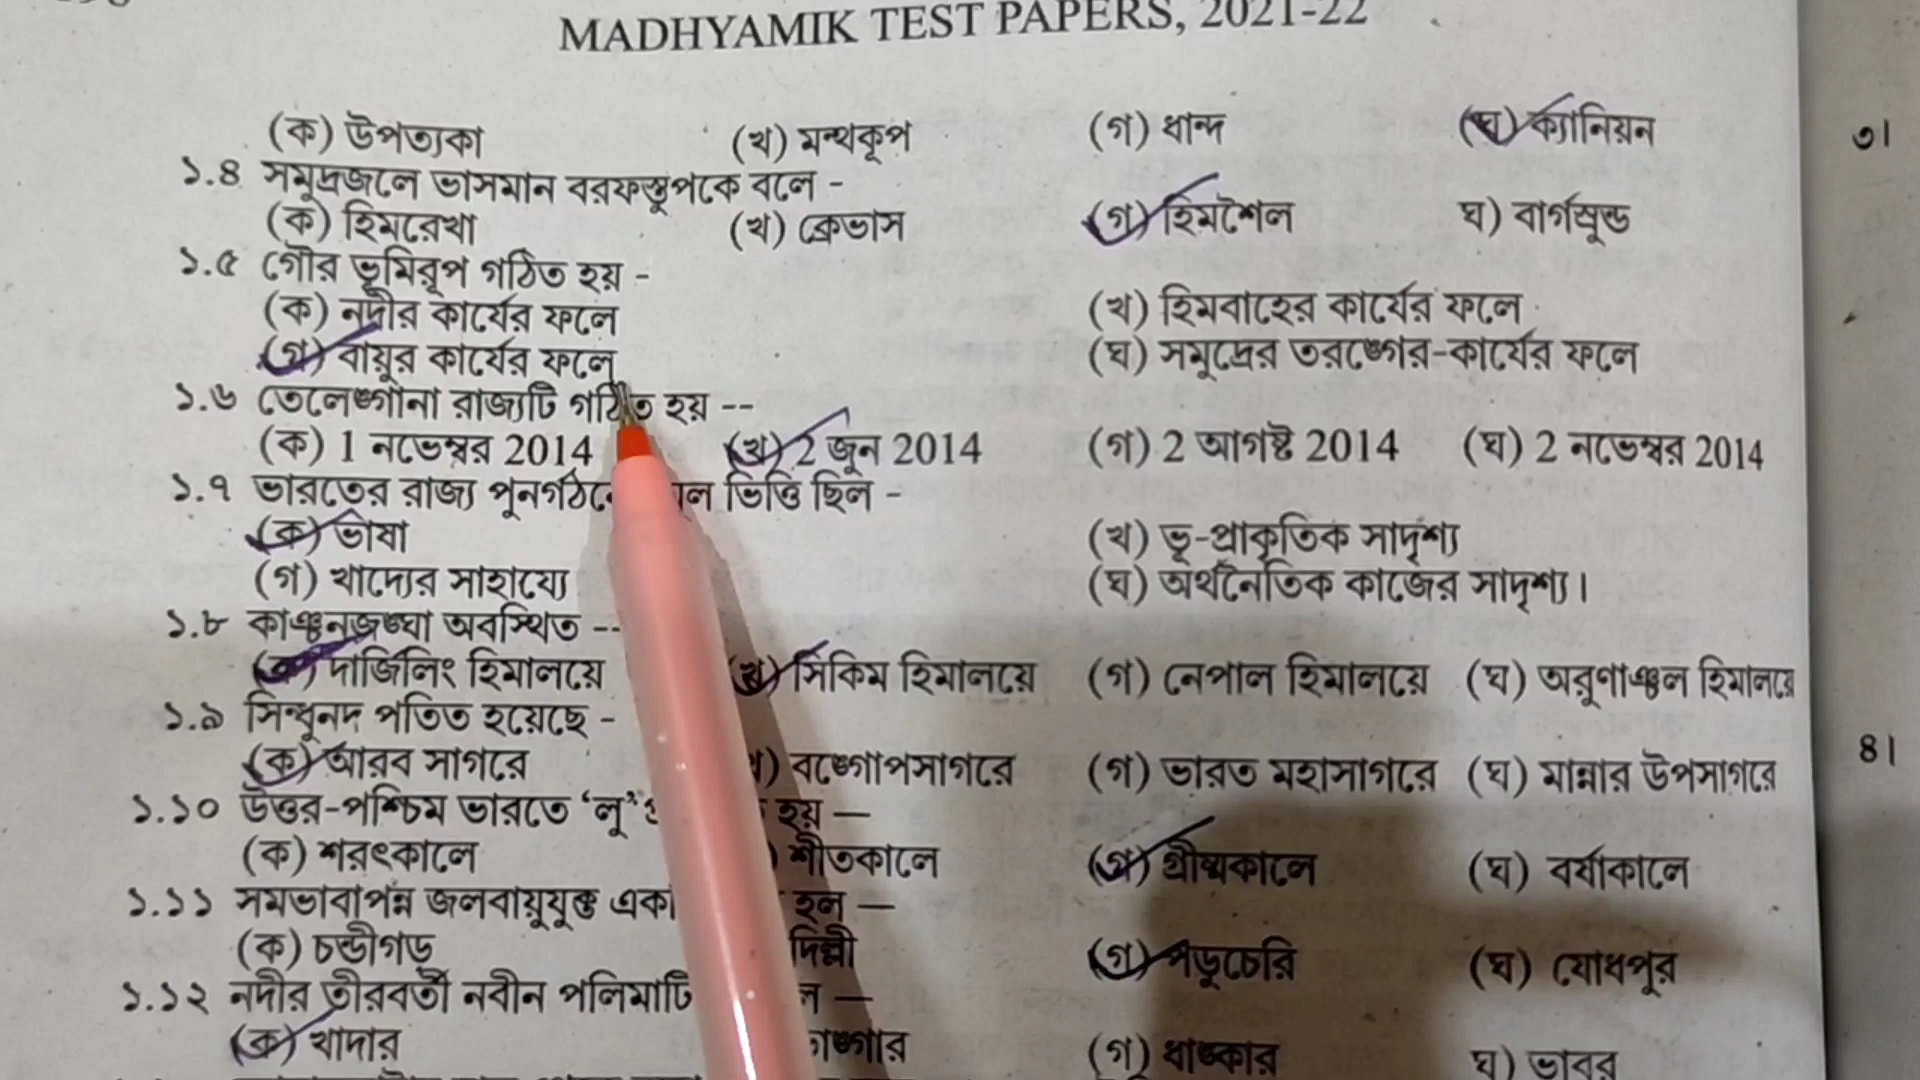 MADHYAMIK TEST PAPERS, 2021-22
(ক) উপত্যকা (খ) মন্থকূপ (গ) ধান্দ (ঘ) ক্যানিয়ন
৩।
১.৪ সমুদ্রজলে ভাসমান বরফস্তুপকে বলে -
(ক) হিমরেখা (খ) ক্রেভাস (গ) হিমশৈল ঘ) বার্গস্রুন্ড
১.৫ গৌর ভূমিরূপ গঠিত হয় -
(ক) নদীর কার্যের ফলে (খ) হিমবাহের কার্যের ফলে
(গ) বায়ুর কার্যের ফলে (ঘ) সমুদ্রের তরঙ্গের-কার্যের ফলে
১.৬ তেলেঙ্গানা রাজ্যটি গঠিত হয় --
(ক) 1 নভেম্বর 2014 (খ) 2 জুন 2014 (গ) 2 আগষ্ট 2014 (ঘ) 2 নভেম্বর 2014
১.৭ ভারতের রাজ্য ভিত্তি ছিল -
(ক) ভাষা (খ) ভূ-প্রাকৃতিক সাদৃশ্য
(গ) খাদ্যের সাহায্যে (ঘ) অর্থনৈতিক কাজের সাদৃশ্য।
১.৮ কাঞ্চনজঙ্ঘা অবস্থিত --
(ক) দার্জিলিং হিমালয়ে (খ) সিকিম হিমালয়ে (গ) নেপাল হিমালয়ে (ঘ) অরুণাঞ্চল হিমালয়ে
১.৯ সিন্ধুনদ পতিত হয়েছে -
(ক) আরব সাগরে বঙ্গোপসাগরে (গ) ভারত মহাসাগরে (ঘ) মান্নার উপসাগরে
৪।
১.১০ উত্তর-পশ্চিম ভারতে ‘লু’ হয় —
(ক) শরৎকালে শীতকালে (গ) গ্রীষ্মকালে (ঘ) বর্ষাকালে
১.১১ সমভাবাপন্ন জলবায়ুযুক্ত হল —
(ক) চন্ডীগড় দিল্লী (গ) পডুচেরি (ঘ) যোধপুর
১.১২ নদীর তীরবর্তী নবীন পলিমাটি —
(ক) খাদার (গ) ধাঙ্কার ঘ) ভাবর